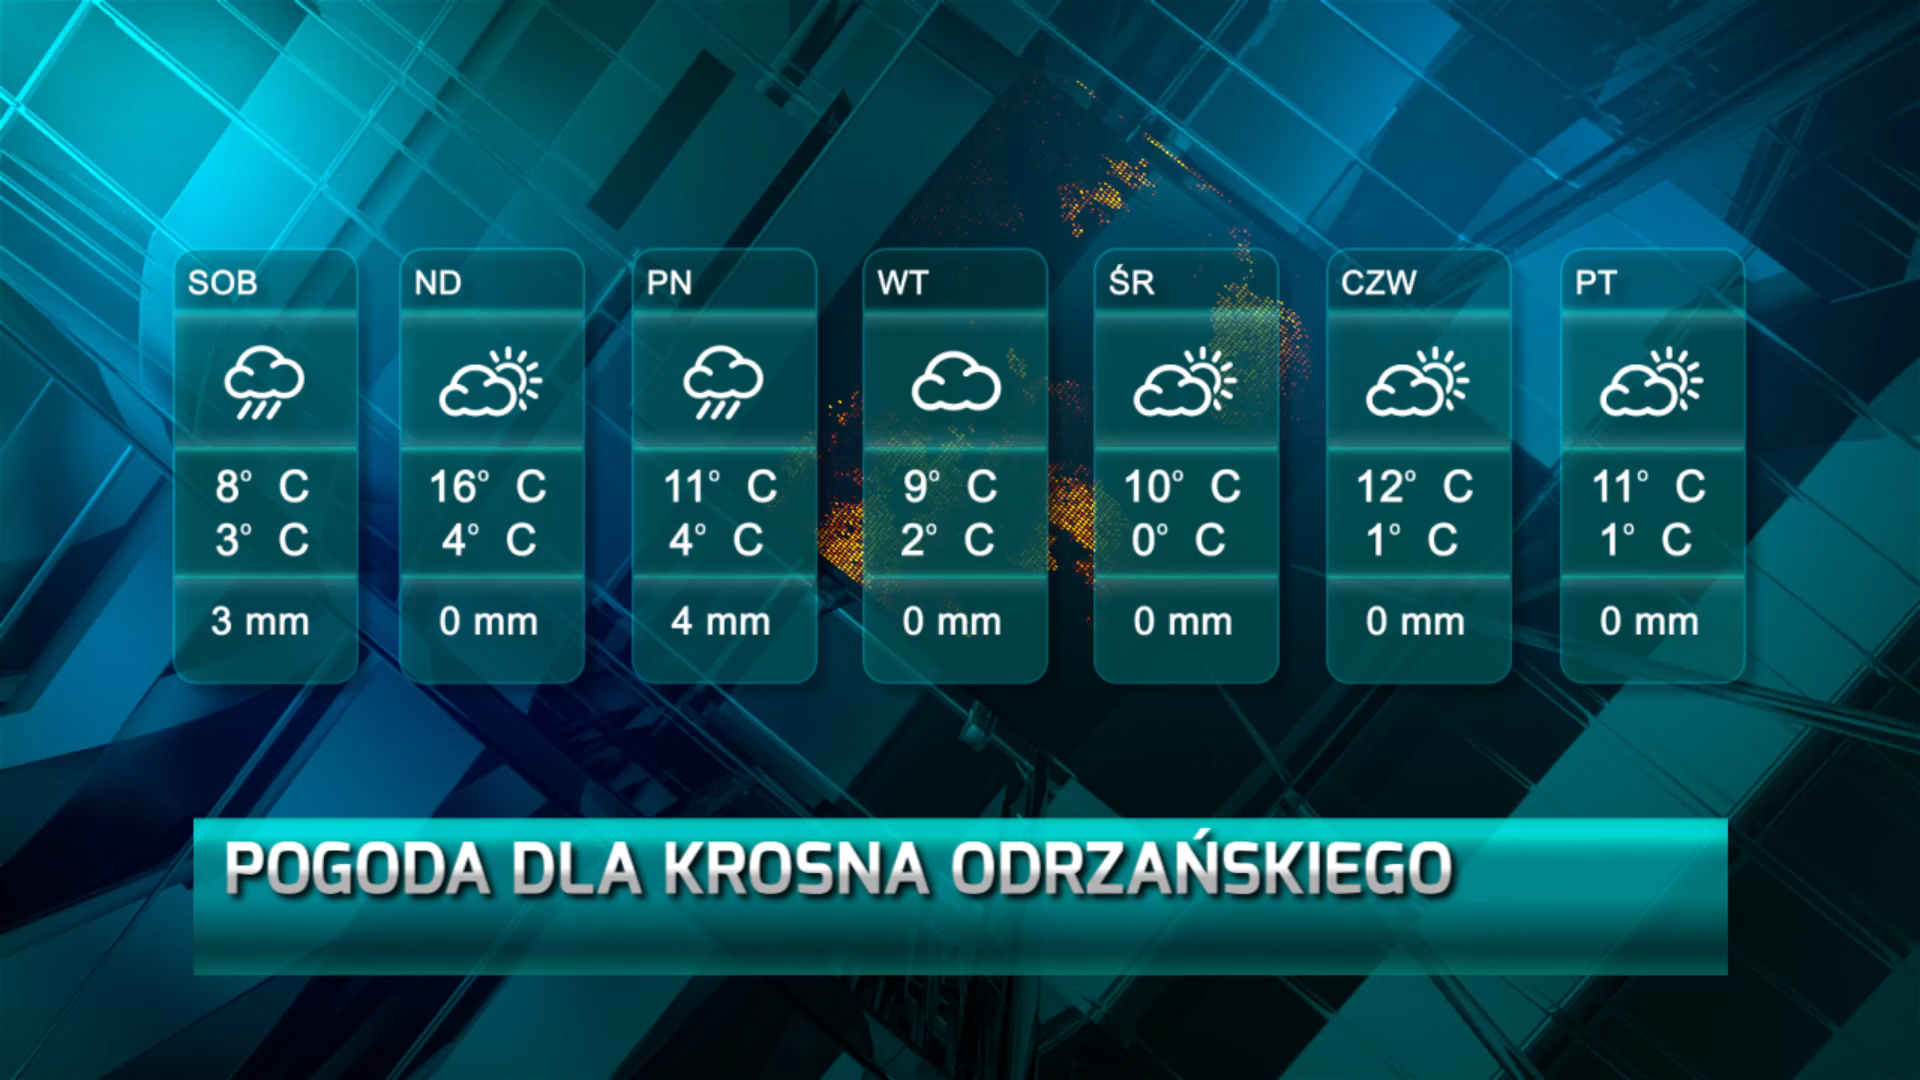 SOB ND PN WT ŚR CZW PT
8° C 16° C 11° C 9° C 10° C 12° C 11° C
3° C 4° C 4° C 2° C 0° C 1° C 1° C
3 mm 0 mm 4 mm 0 mm 0 mm 0 mm 0 mm
POGODA DLA KROSNA ODRZAŃSKIEGO